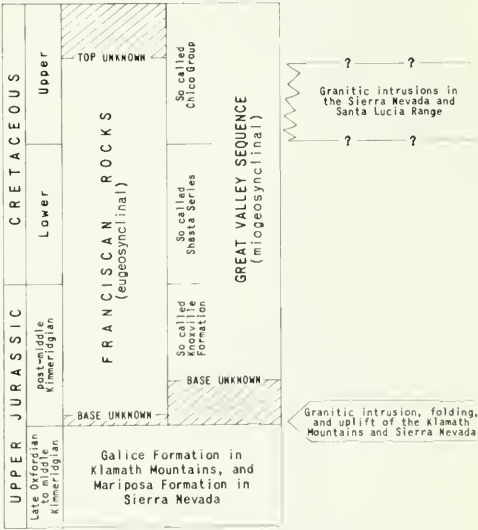 CRETACEOUS
Upper
Lower
UPPER JURASSIC
post-middle
Kimmeridgian
Late Oxfordian
to middle
Kimmeridgian
TOP UNKNOWN
FRANCISCAN ROCKS
(eugeosynclinal)
BASE UNKNOWN
So called
Chico Group
So called
Shasta Series
So called
Knoxville
Formation
GREAT VALLEY SEQUENCE
(miogeosynclinal)
BASE UNKNOWN
Galice Formation in
Klamath Mountains, and
Mariposa Formation in
Sierra Nevada
? ?
Granitic intrusions in
the Sierra Nevada and
Santa Lucia Range
? ?
Granitic intrusion, folding,
and uplift of the Klamath
Mountains and Sierra Nevada